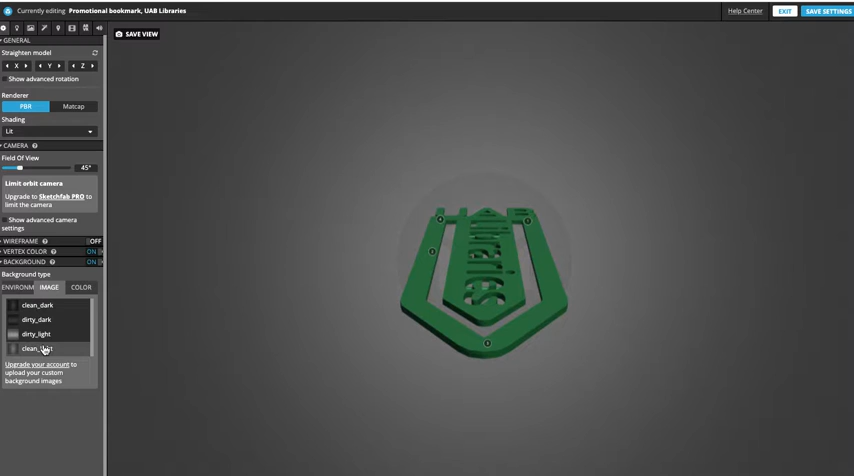 Currently editing Promotional bookmark, UAB Libraries
Help Center
EXIT
SAVE SETTINGS
SAVE VIEW
GENERAL
Straighten model
X Y Z
Show advanced rotation
Renderer
PBR Matcap
Shading
Lit
CAMERA
Field Of View
45°
Limit orbit camera
Upgrade to Sketchfab PRO to
limit the camera
Show advanced camera
settings
WIREFRAME OFF
VERTEX COLOR ON
BACKGROUND ON
Background type
ENVIRONM IMAGE COLOR
clean_dark
dirty_dark
dirty_light
Upgrade your account to
upload your custom
background images
Libraries